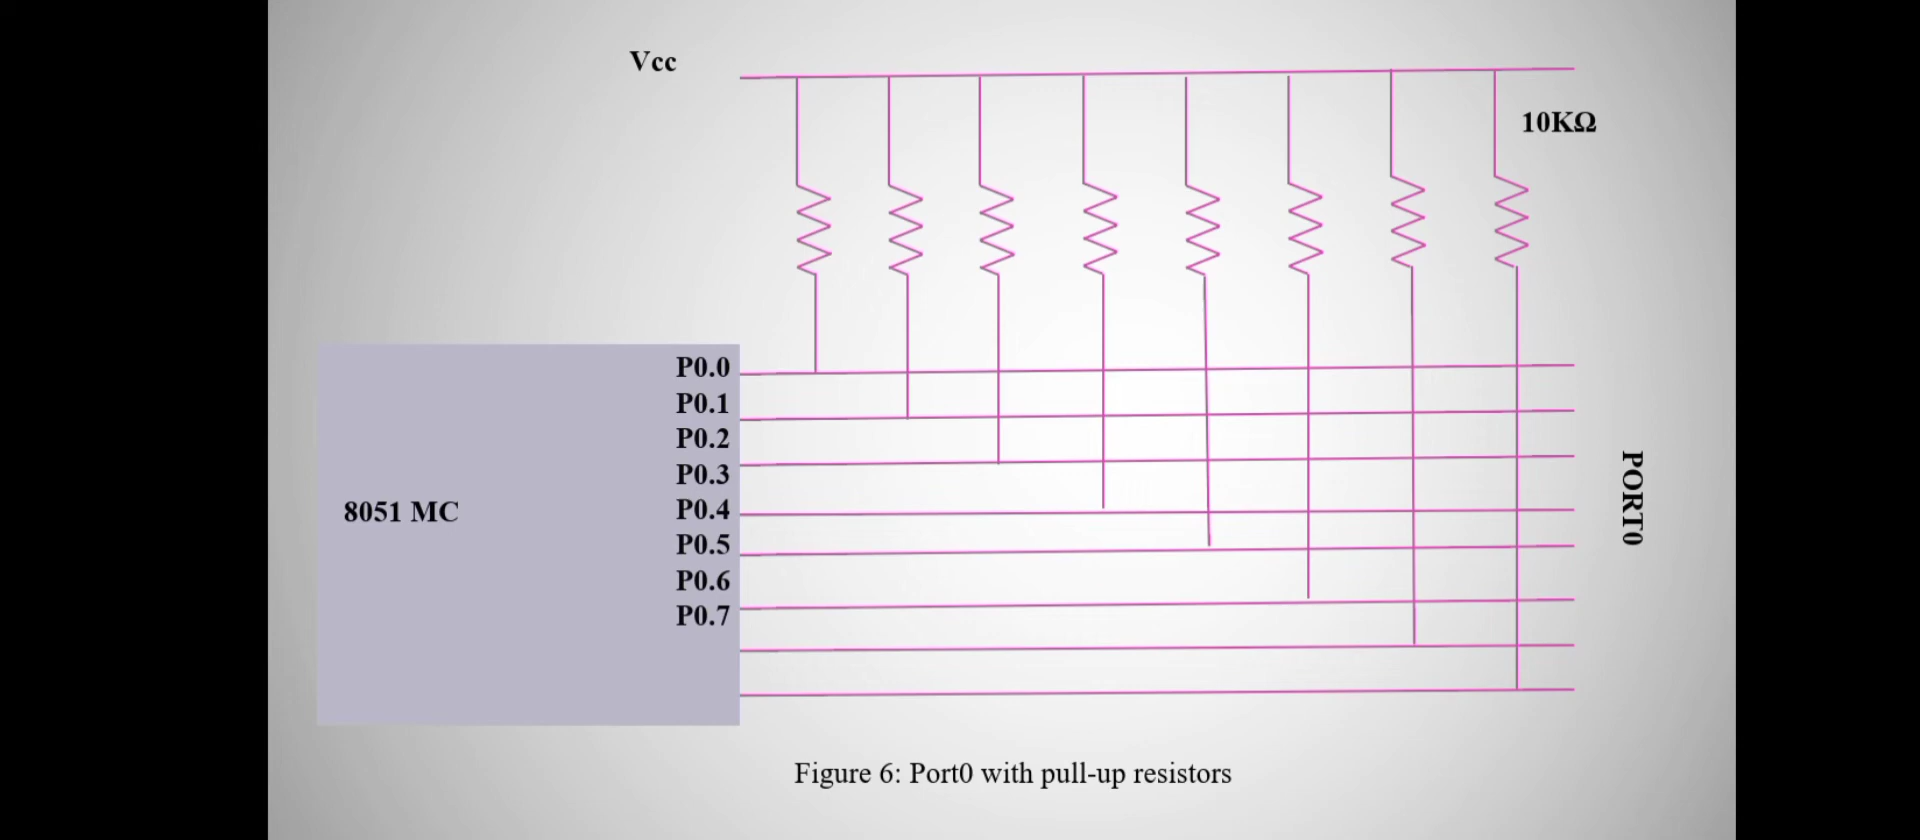 Vcc
10KΩ
P0.0
P0.1
P0.2
P0.3
P0.4
P0.5
P0.6
P0.7
8051 MC
PORT0
Figure 6: Port0 with pull-up resistors